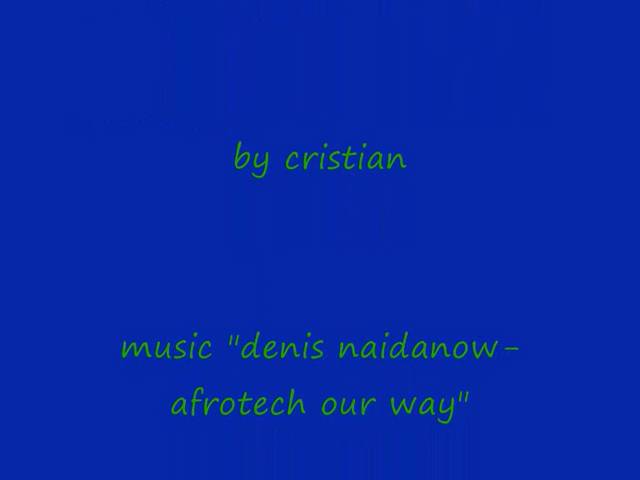 by cristian
music "denis naidanow-
afrotech our way"